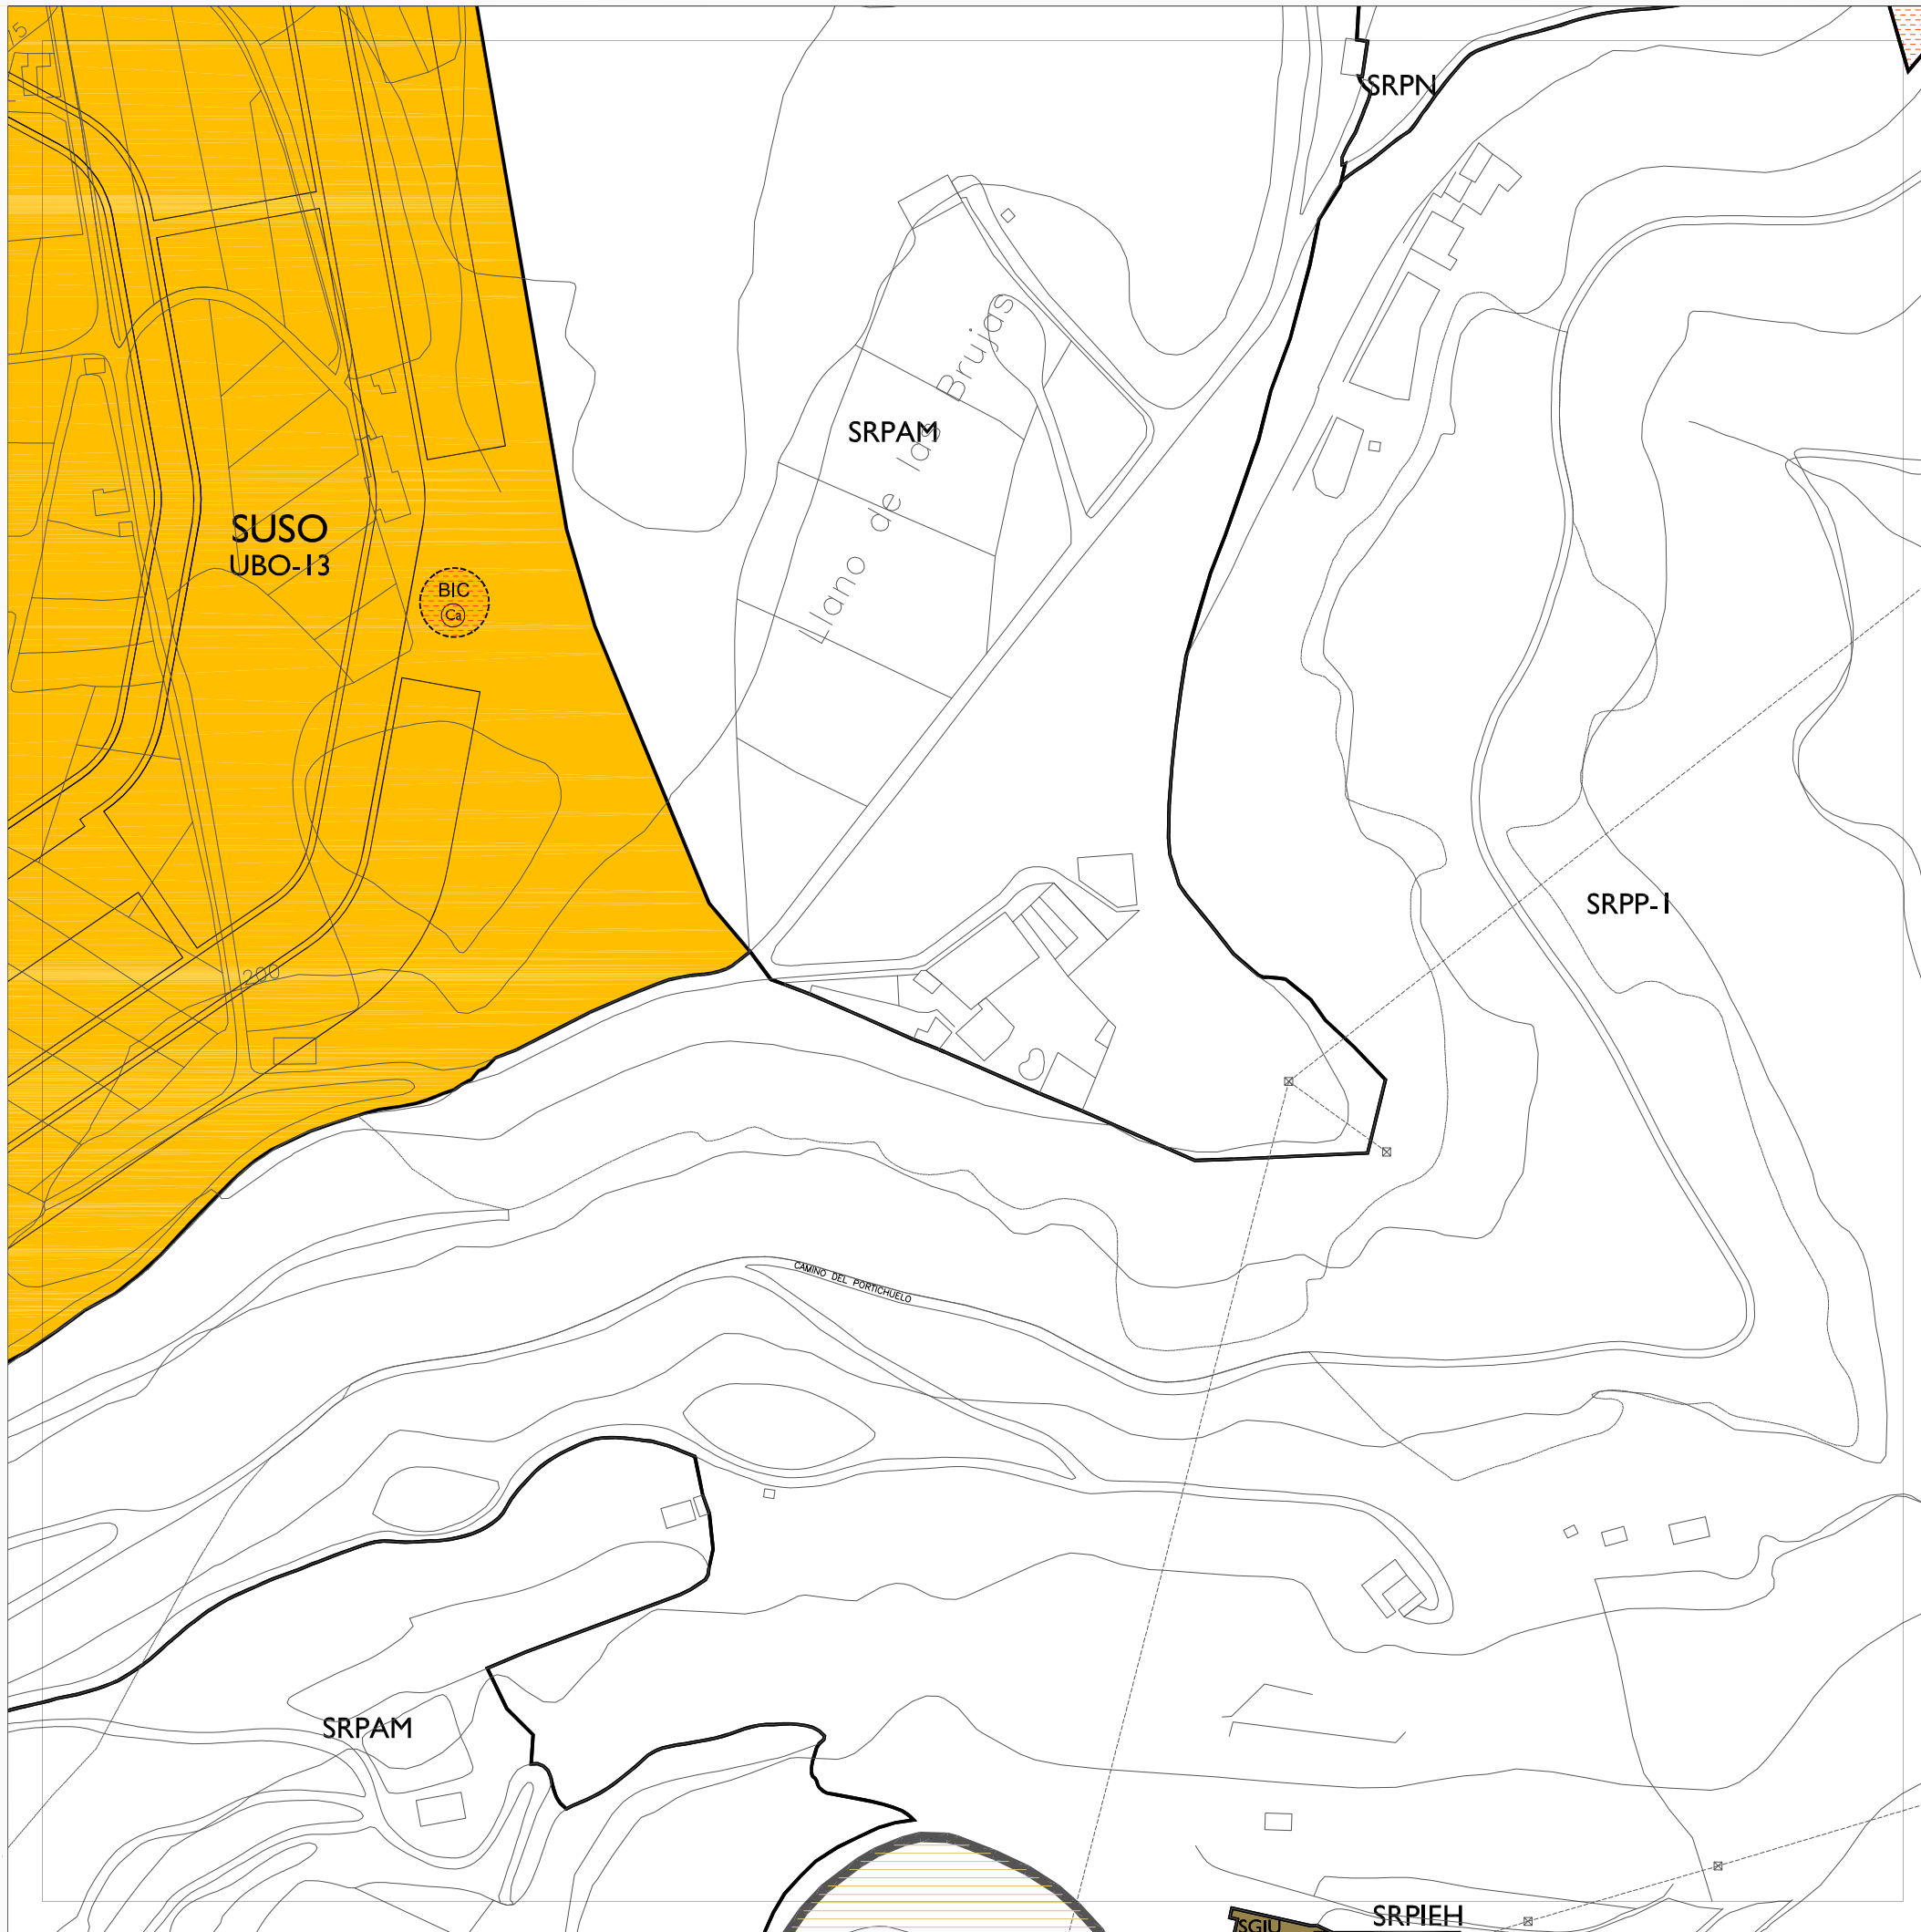 15
SRPN
Llano de las Brujas
SRPAM
SUSO
UBO-13
BIC
Ca
SRPP-1
200
CAMINO DEL PORTICHUELO
SRPAM
SRPIEH
SGIU